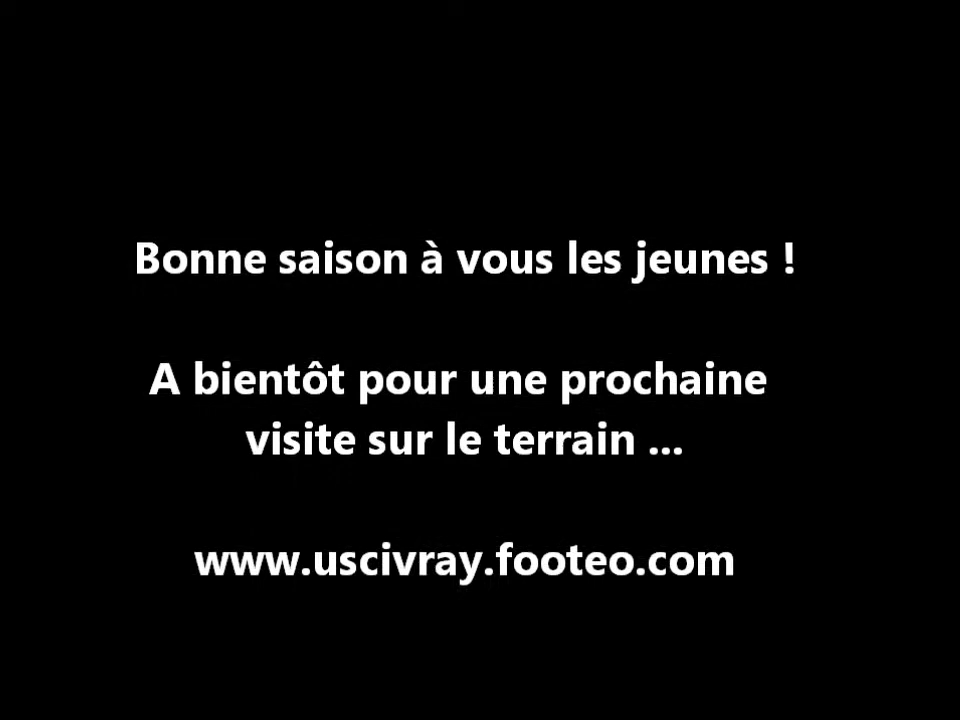 Bonne saison à vous les jeunes !
A bientôt pour une prochaine
visite sur le terrain ...
www.uscivray.footeo.com